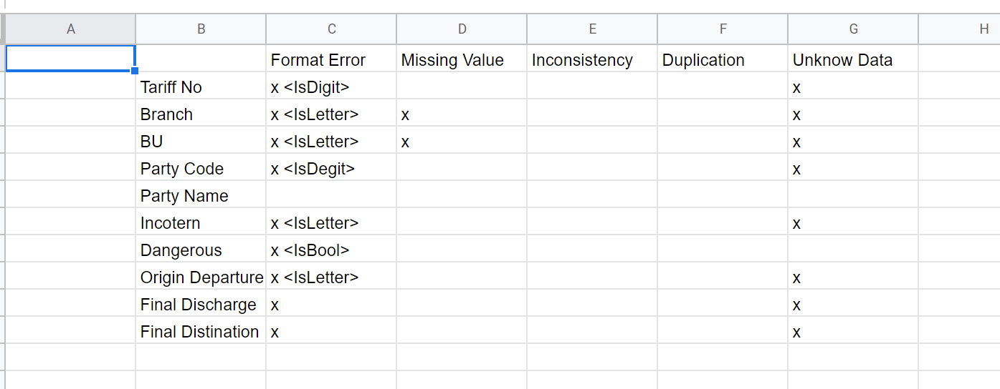 A B C D E F G H
Format Error Missing Value Inconsistency Duplication Unknow Data
Tariff No x <IsDigit> x
Branch x <IsLetter> x x
BU x <IsLetter> x x
Party Code x <IsDegit> x
Party Name
Incotern x <IsLetter> x
Dangerous x <IsBool>
Origin Departure x <IsLetter> x
Final Discharge x x
Final Distination x x